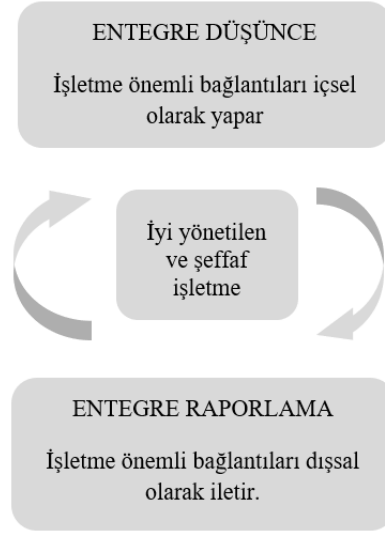 ENTEGRE DÜŞÜNCE
İşletme önemli bağlantıları içsel
olarak yapar
İyi yönetilen
ve şeffaf
işletme
ENTEGRE RAPORLAMA
İşletme önemli bağlantıları dışsal
olarak iletir.